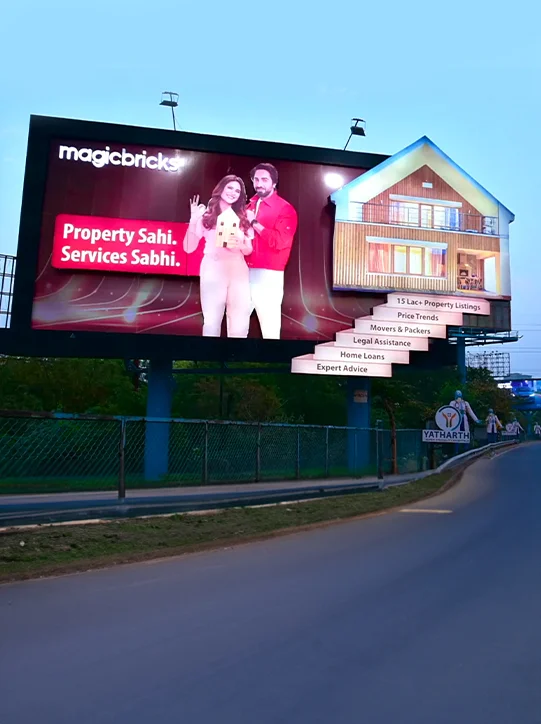 magicbricks
Property Sahi.
Services Sabhi.
15 Lac+ Property Listings
Price Trends
Movers & Packers
Legal Assistance
Home Loans
Expert Advice
YATHARTH